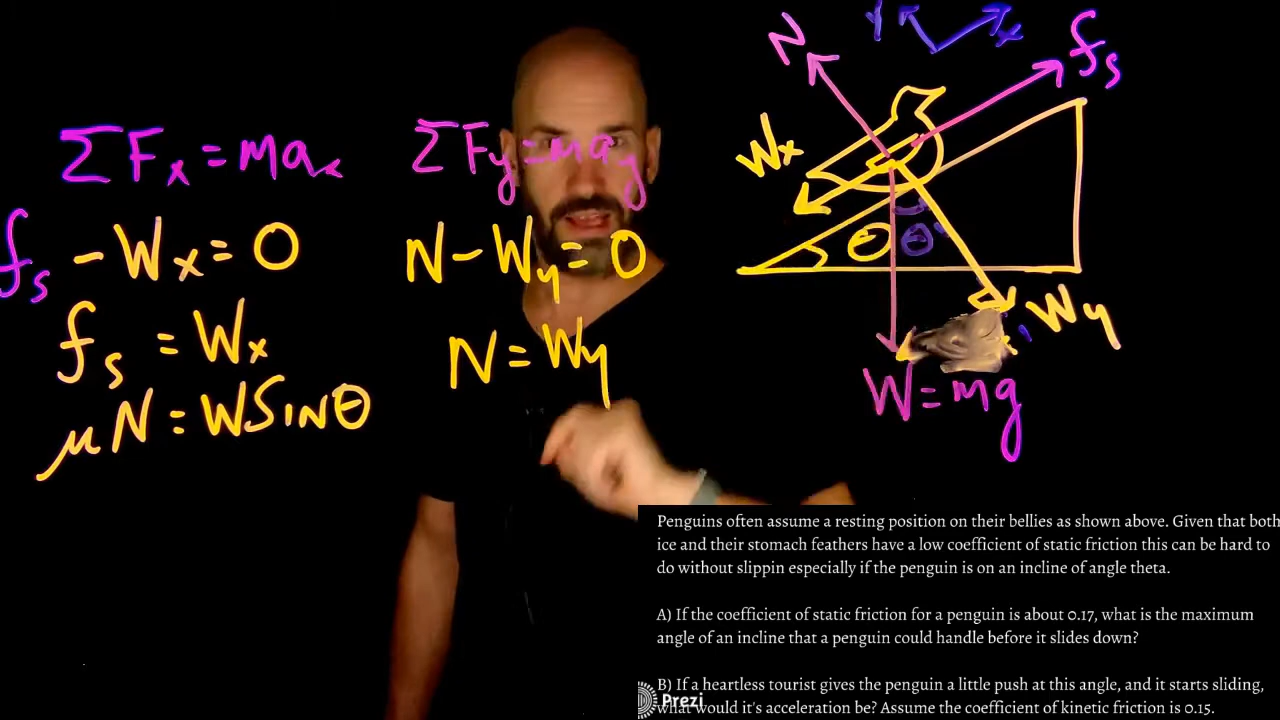 ΣFx = max
fs - Wx = 0
fs = Wx
μN = WSINθ
ΣFy = may
N - Wy = 0
N = Wy
Y
x
N
fs
Wx
θ
θ
Wy
W = mg
Penguins often assume a resting position on their bellies as shown above. Given that both
ice and their stomach feathers have a low coefficient of static friction this can be hard to
do without slippin especially if the penguin is on an incline of angle theta.
A) If the coefficient of static friction for a penguin is about 0.17, what is the maximum
angle of an incline that a penguin could handle before it slides down?
B) If a heartless tourist gives the penguin a little push at this angle, and it starts sliding,
what would it's acceleration be? Assume the coefficient of kinetic friction is 0.15.
Prezi